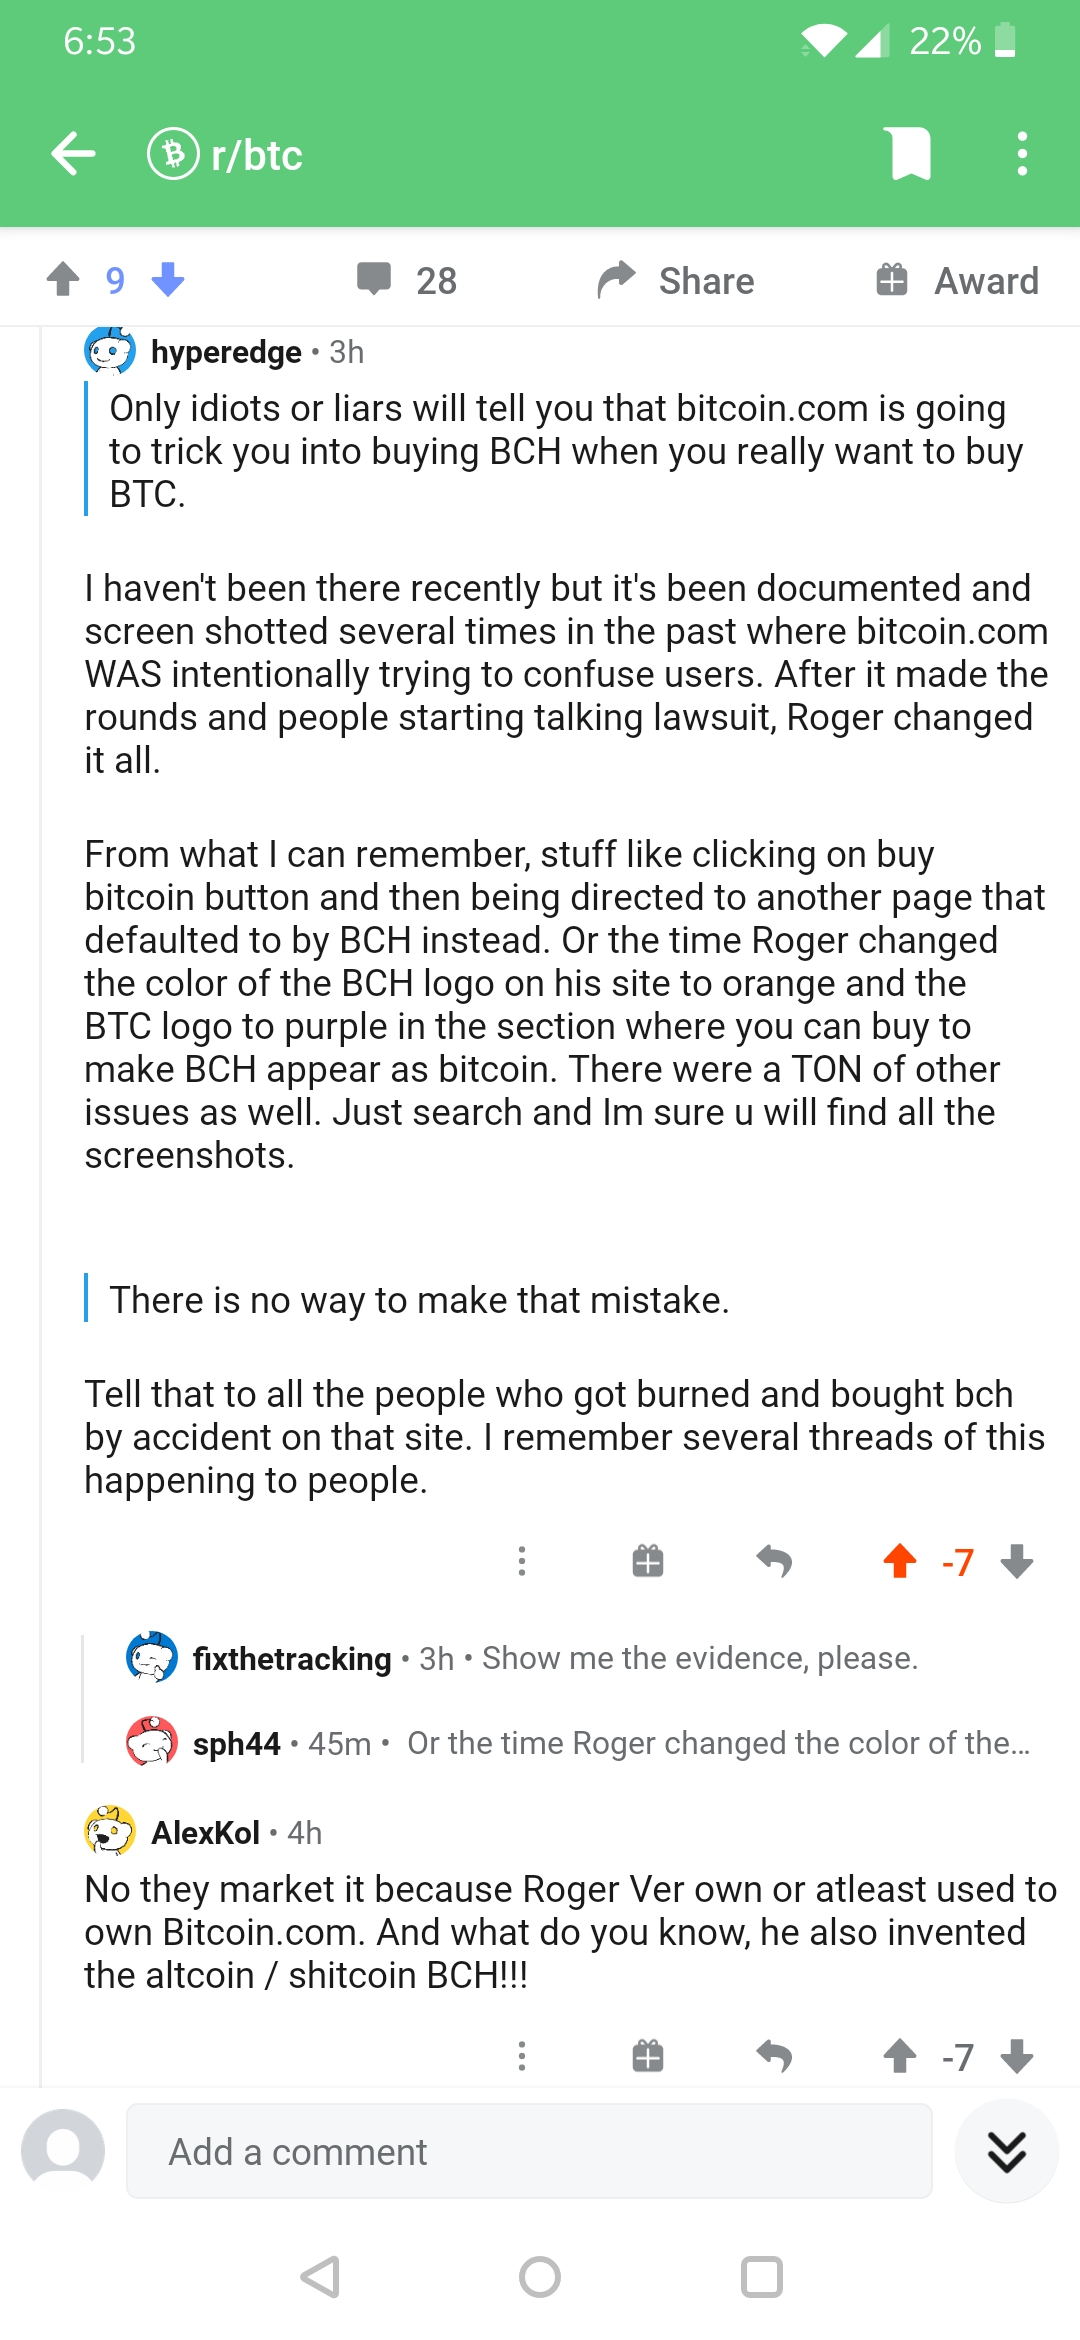 6:53
22%
r/btc
9
28
Share
Award
hyperedge • 3h
Only idiots or liars will tell you that bitcoin.com is going
to trick you into buying BCH when you really want to buy
BTC.
I haven't been there recently but it's been documented and
screen shotted several times in the past where bitcoin.com
WAS intentionally trying to confuse users. After it made the
rounds and people starting talking lawsuit, Roger changed
it all.
From what I can remember, stuff like clicking on buy
bitcoin button and then being directed to another page that
defaulted to by BCH instead. Or the time Roger changed
the color of the BCH logo on his site to orange and the
BTC logo to purple in the section where you can buy to
make BCH appear as bitcoin. There were a TON of other
issues as well. Just search and Im sure u will find all the
screenshots.
There is no way to make that mistake.
Tell that to all the people who got burned and bought bch
by accident on that site. I remember several threads of this
happening to people.
-7
fixthetracking • 3h • Show me the evidence, please.
sph44 • 45m • Or the time Roger changed the color of the...
AlexKol • 4h
No they market it because Roger Ver own or atleast used to
own Bitcoin.com. And what do you know, he also invented
the altcoin / shitcoin BCH!!!
-7
Add a comment